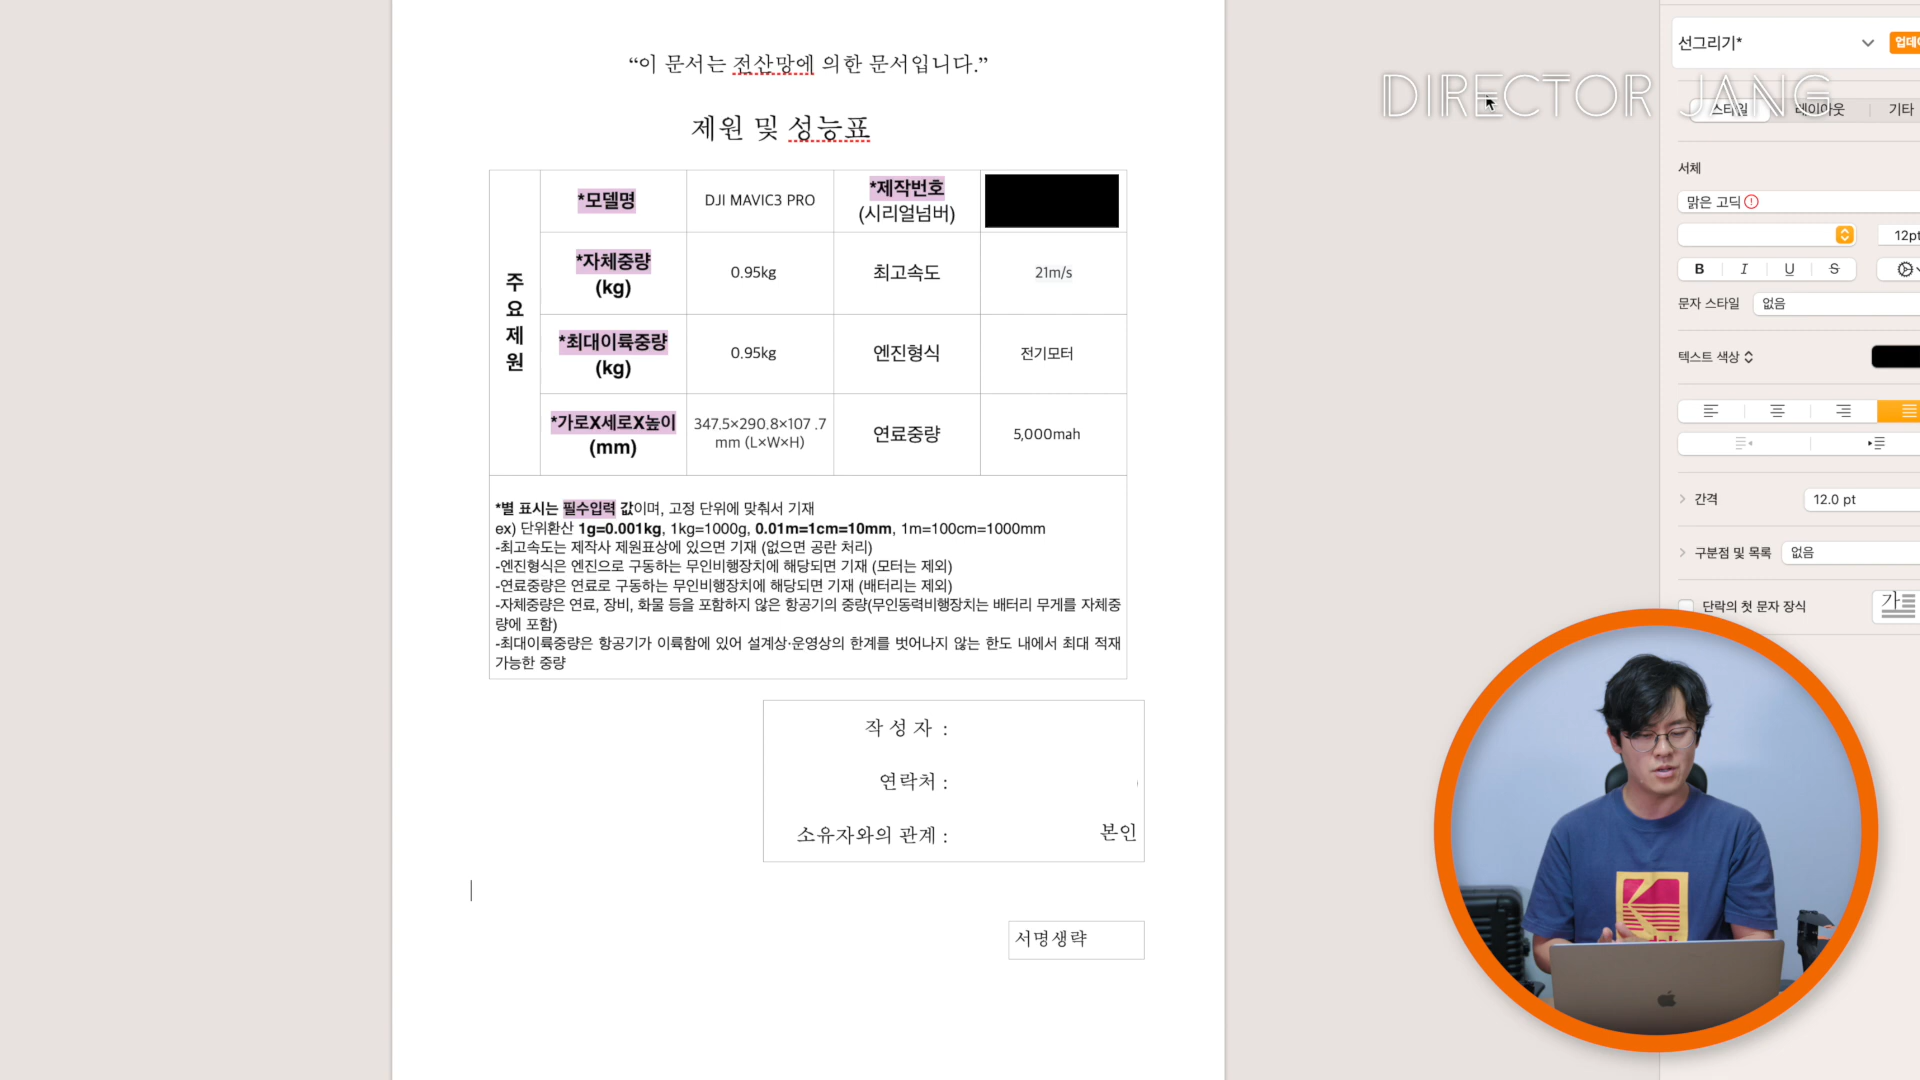 “이 문서는 전산망에 의한 문서입니다.”
제원 및 성능표
주
요
제
원
*모델명
DJI MAVIC3 PRO
*제작번호
(시리얼넘버)
*자체중량
(kg)
0.95kg
최고속도
21m/s
*최대이륙중량
(kg)
0.95kg
엔진형식
전기모터
*가로X세로X높이
(mm)
347.5×290.8×107 .7
mm (L×W×H)
연료중량
5,000mah
*별 표시는 필수입력 값이며, 고정 단위에 맞춰서 기재
ex) 단위환산 1g=0.001kg, 1kg=1000g, 0.01m=1cm=10mm, 1m=100cm=1000mm
-최고속도는 제작사 제원표상에 있으면 기재 (없으면 공란 처리)
-엔진형식은 엔진으로 구동하는 무인비행장치에 해당되면 기재 (모터는 제외)
-연료중량은 연료로 구동하는 무인비행장치에 해당되면 기재 (배터리는 제외)
-자체중량은 연료, 장비, 화물 등을 포함하지 않은 항공기의 중량(무인동력비행장치는 배터리 무게를 자체중
량에 포함)
-최대이륙중량은 항공기가 이륙함에 있어 설계상·운영상의 한계를 벗어나지 않는 한도 내에서 최대 적재
가능한 중량
작 성 자 :
연락처 :
소유자와의 관계 :
본인
서명생략
선그리기*
DIRECTOR JANG
스타일
레이아웃
기타
서체
맑은 고딕
12pt
B I U S
문자 스타일
없음
텍스트 색상
간격
12.0 pt
구분점 및 목록
없음
단락의 첫 문자 장식
가